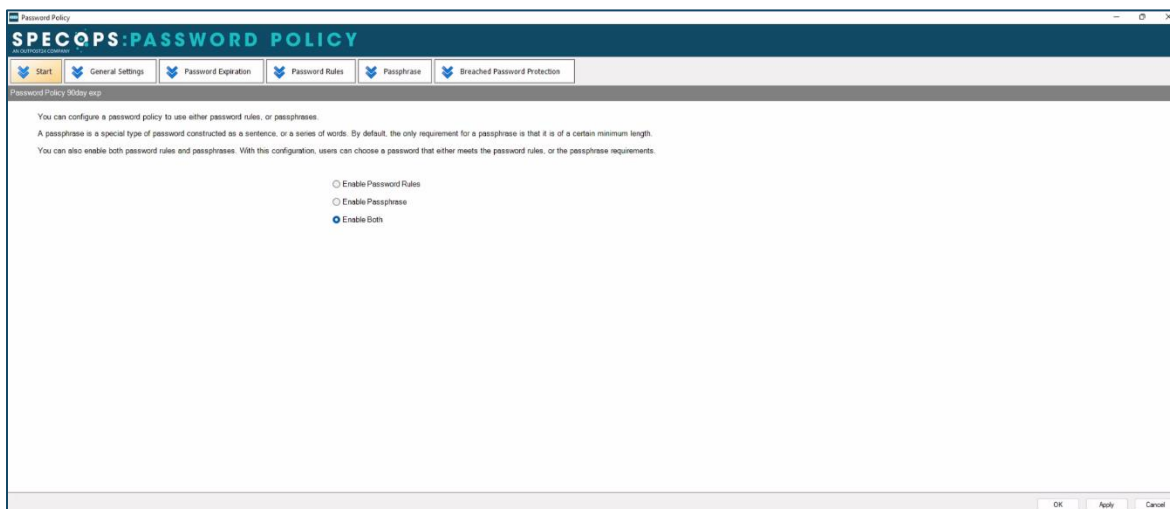 Password Policy
SPECOPS:PASSWORD POLICY
AN OUTPOST24 COMPANY
Start
General Settings
Password Expiration
Password Rules
Passphrase
Breached Password Protection
Password Policy 90day exp
You can configure a password policy to use either password rules, or passphrases.
A passphrase is a special type of password constructed as a sentence, or a series of words. By default, the only requirement for a passphrase is that it is of a certain minimum length.
You can also enable both password rules and passphrases. With this configuration, users can choose a password that either meets the password rules, or the passphrase requirements.
Enable Password Rules
Enable Passphrase
Enable Both
OK
Apply
Cancel